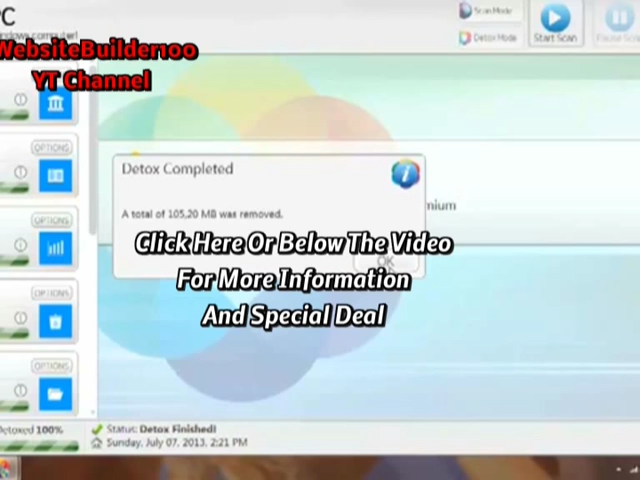 PC
Scan Mode
Detox Mode
Start Scan
WebsiteBuilder100
YT Channel
OPTIONS
Detox Completed
A total of 105,20 MB was removed.
OK
OPTIONS
Click Here Or Below The Video
For More Information
And Special Deal
OPTIONS
OPTIONS
100%
Status: Detox Finished!
Sunday, July 07, 2013, 2:21 PM